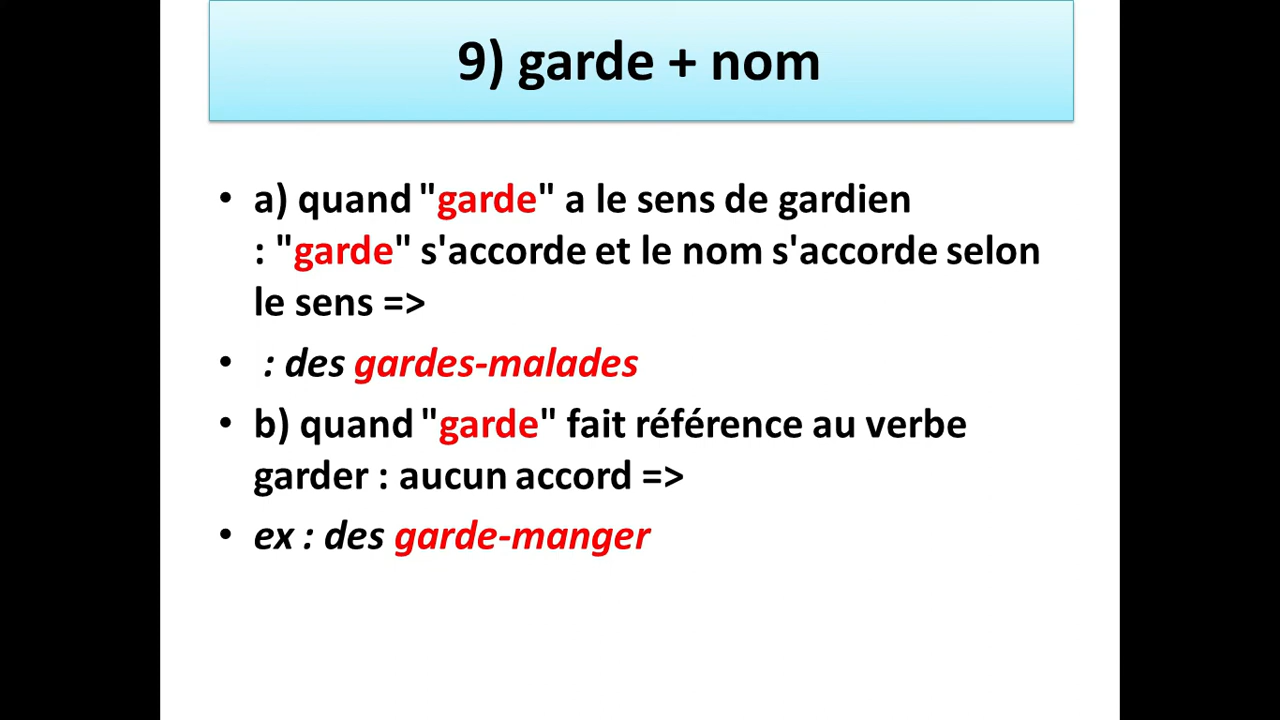 9) garde + nom
• a) quand "garde" a le sens de gardien
: "garde" s'accorde et le nom s'accorde selon
le sens =>
• : des gardes-malades
• b) quand "garde" fait référence au verbe
garder : aucun accord =>
• ex : des garde-manger